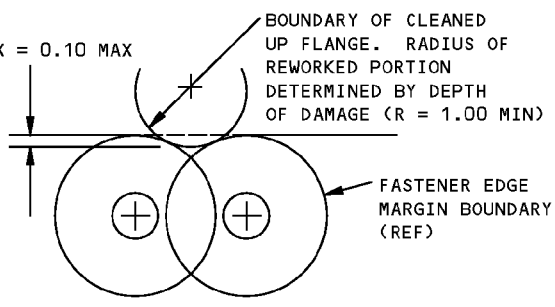 BOUNDARY OF CLEANED
UP FLANGE. RADIUS OF
REWORKED PORTION
DETERMINED BY DEPTH
OF DAMAGE (R = 1.00 MIN)
X = 0.10 MAX
FASTENER EDGE
MARGIN BOUNDARY
(REF)